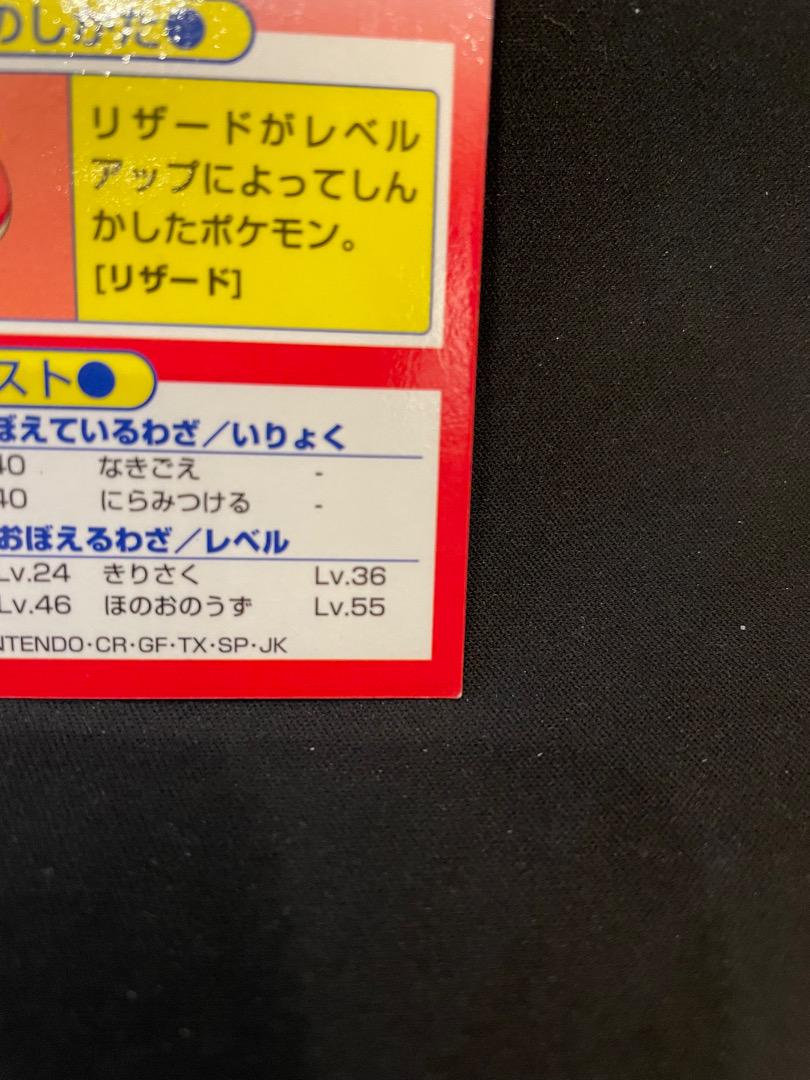 のしかた●
リザードがレベル
アップによってしん
かしたポケモン。
[リザード]
スト●
ぼえているわざ／いりょく
40 なきごえ -
40 にらみつける -
おぼえるわざ／レベル
Lv.24 きりさく Lv.36
Lv.46 ほのおのうず Lv.55
NTENDO･CR･GF･TX･SP･JK